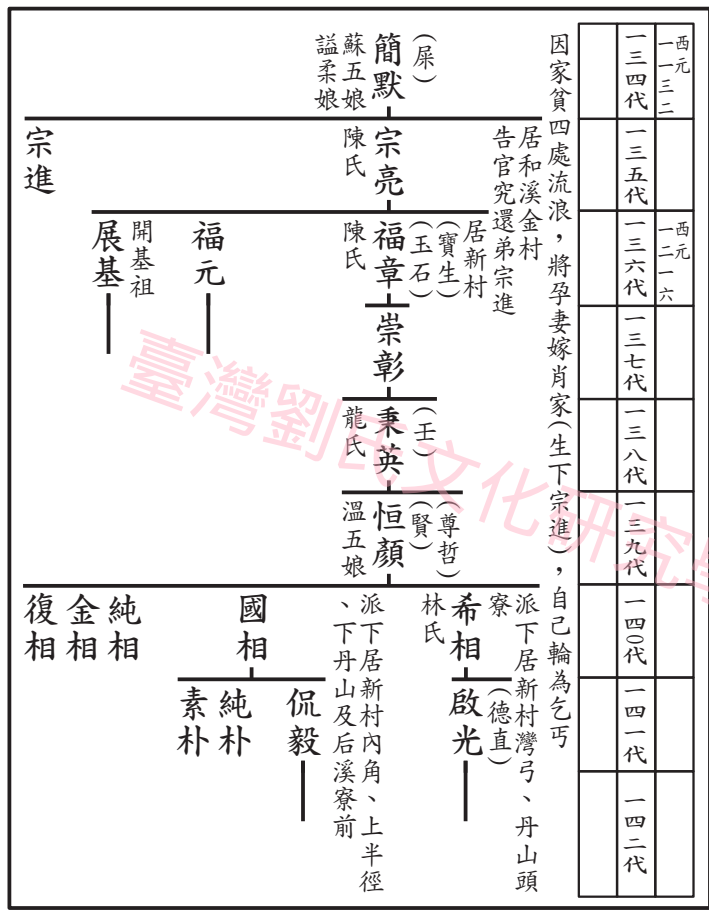 西元一一三二
西元一二一六
一三四代
一三五代
一三六代
一三七代
一三八代
一三九代
一四〇代
一四一代
一四二代
因家貧四處流浪，將孕妻嫁肖家(生下宗進)，自己輪為乞丐
(屎)
簡默
蘇五娘
謚柔娘
居和溪金村
告官究還弟宗進
宗亮
陳氏
宗進
居新村
(寶生)
(玉石)
福章
陳氏
福元
開基祖
展基
崇彰
(壬)
秉英
龍氏
(尊哲)
(賢)
恒顏
溫五娘
派下居新村灣弓、丹山頭
寮
希相
林氏
派下居新村內角、上半徑
、下丹山及后溪寮前
國相
純相
金相
復相
(德直)
啟光
侃毅
純朴
素朴
臺灣劉氏文化研究學